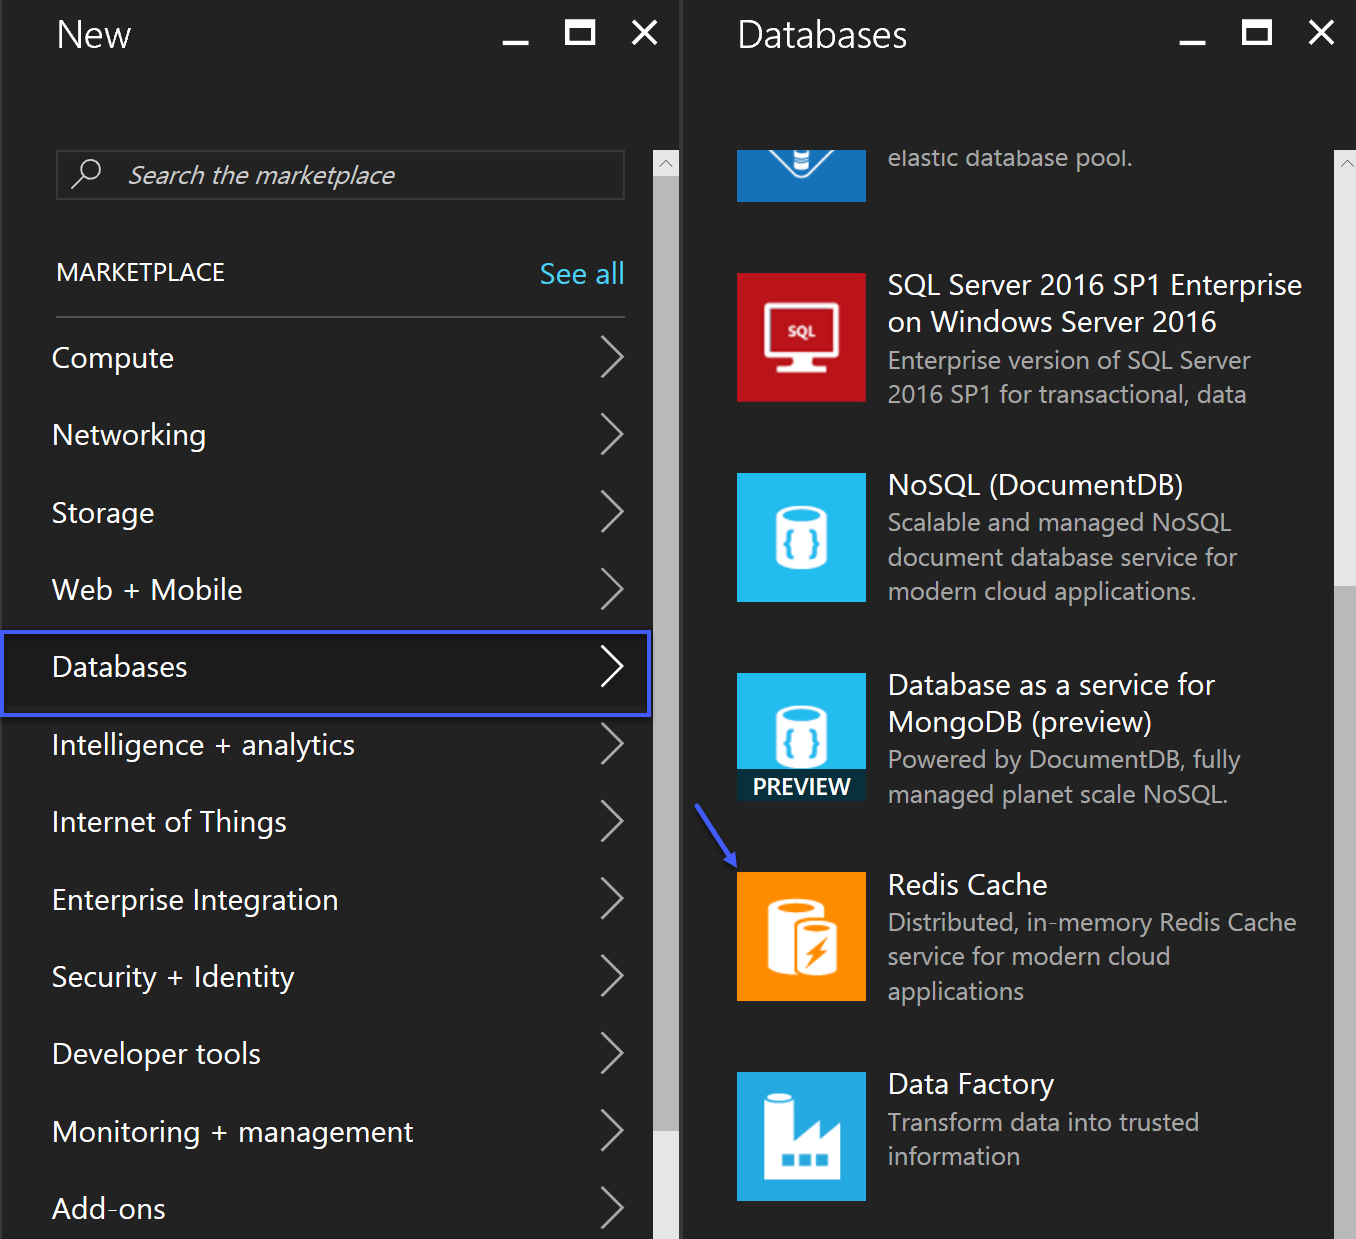 New
Search the marketplace
MARKETPLACE
See all
Compute
Networking
Storage
Web + Mobile
Databases
Intelligence + analytics
Internet of Things
Enterprise Integration
Security + Identity
Developer tools
Monitoring + management
Add-ons
Databases
elastic database pool.
SQL
SQL Server 2016 SP1 Enterprise
on Windows Server 2016
Enterprise version of SQL Server
2016 SP1 for transactional, data
{ }
NoSQL (DocumentDB)
Scalable and managed NoSQL
document database service for
modern cloud applications.
{ }
PREVIEW
Database as a service for
MongoDB (preview)
Powered by DocumentDB, fully
managed planet scale NoSQL.
Redis Cache
Distributed, in-memory Redis Cache
service for modern cloud
applications
Data Factory
Transform data into trusted
information